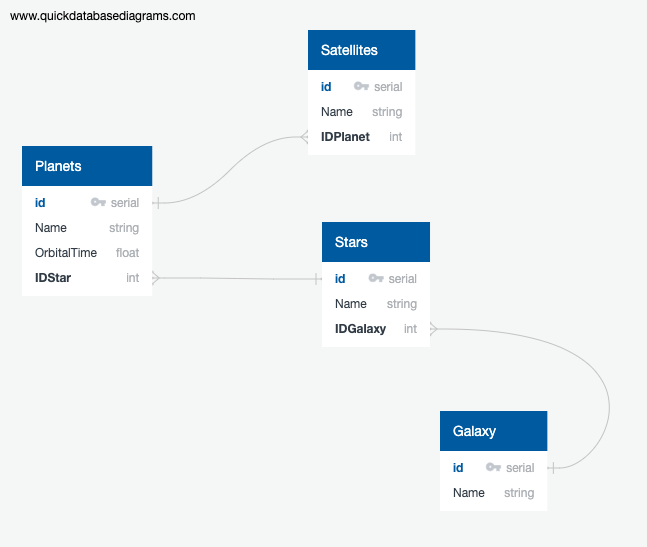 www.quickdatabasediagrams.com
Satellites
id serial
Name string
IDPlanet int
Planets
id serial
Name string
OrbitalTime float
IDStar int
Stars
id serial
Name string
IDGalaxy int
Galaxy
id serial
Name string